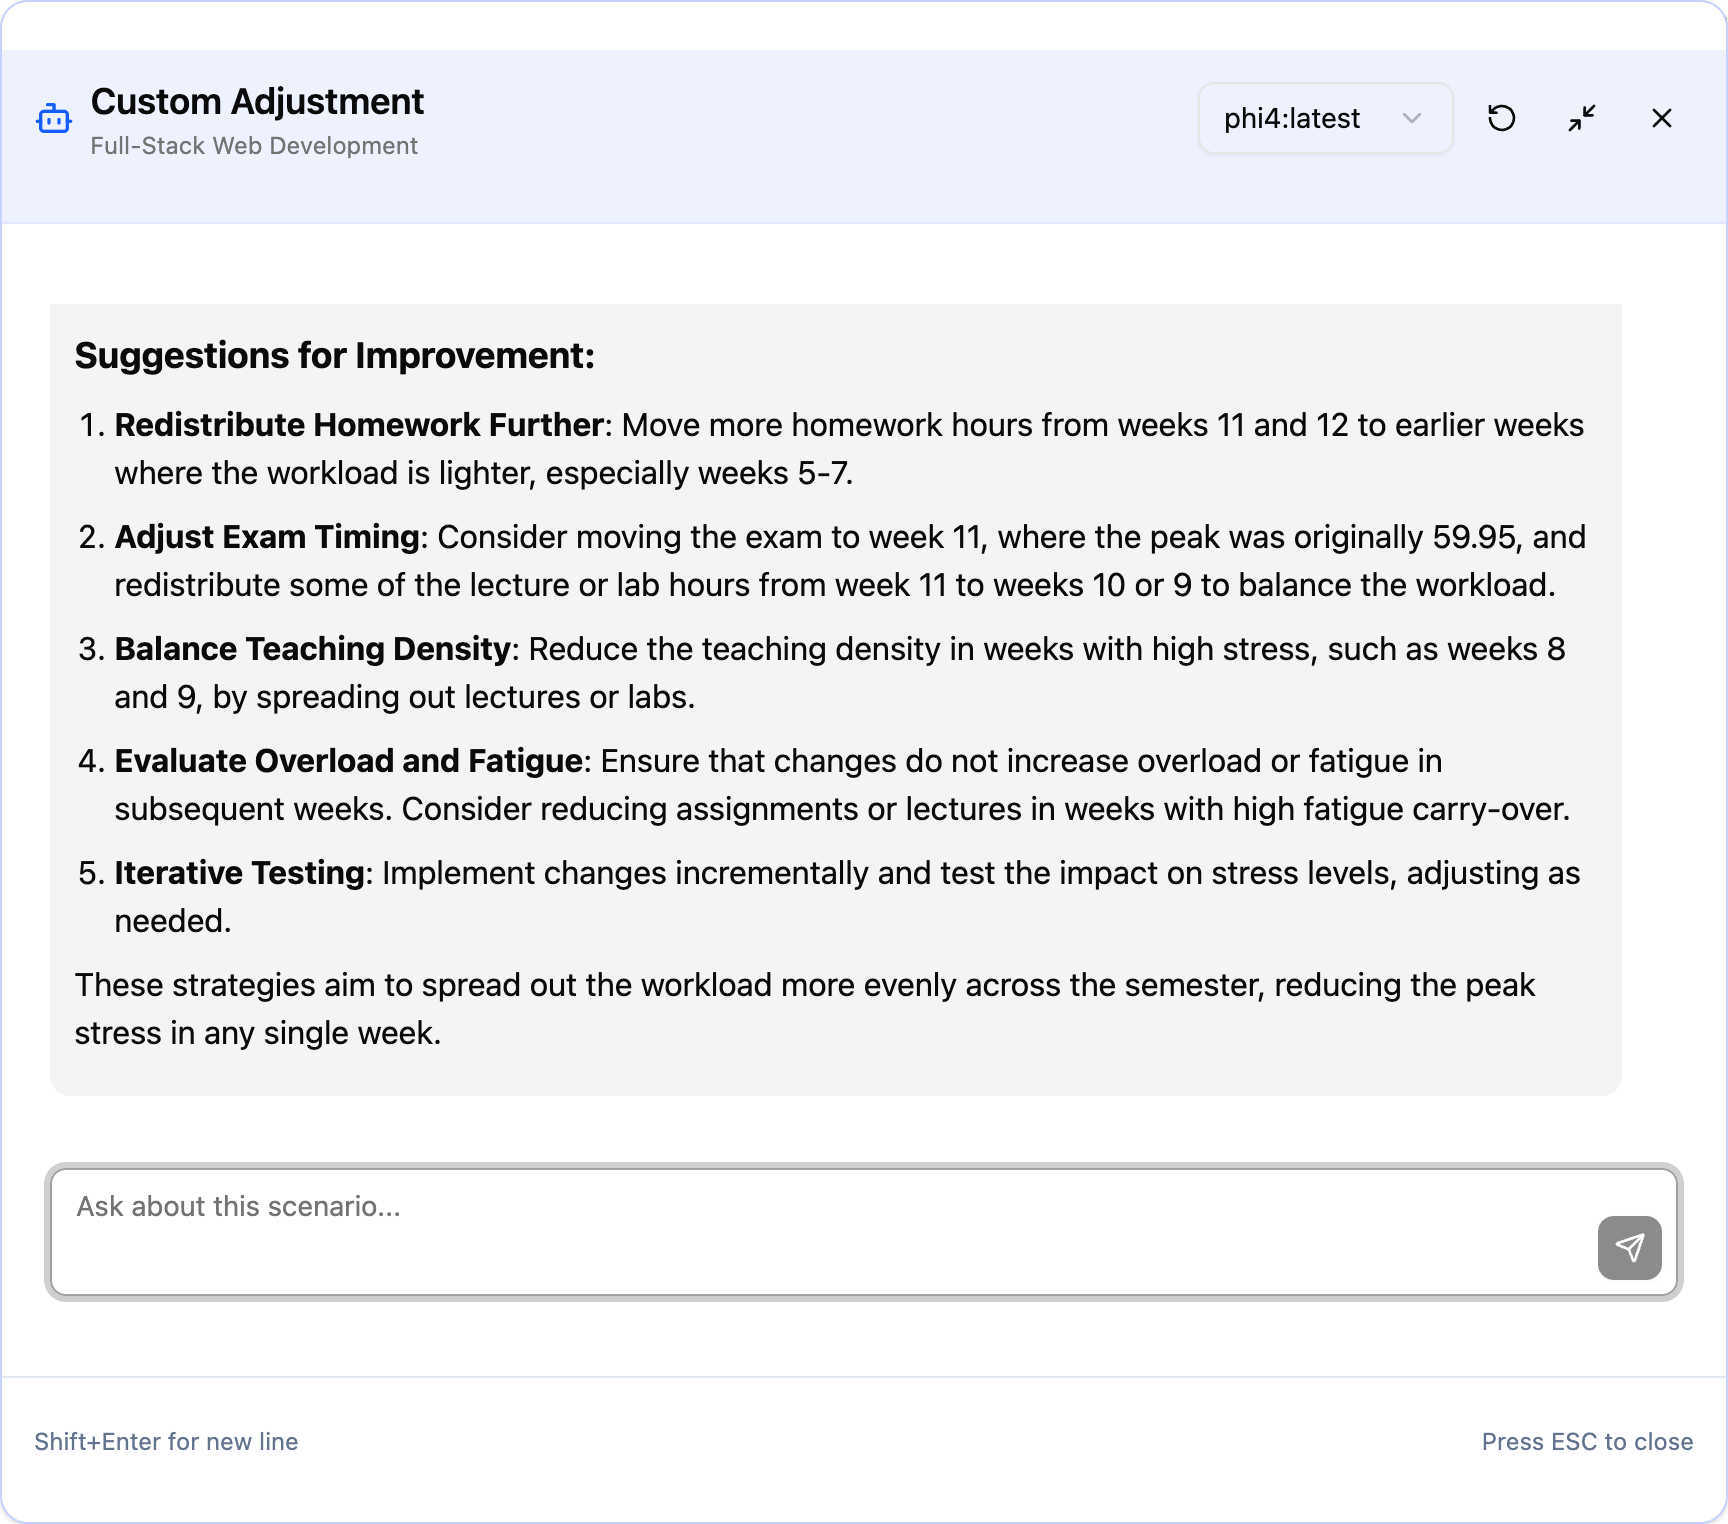 Custom Adjustment
Full-Stack Web Development
phi4:latest
Suggestions for Improvement:
1. Redistribute Homework Further: Move more homework hours from weeks 11 and 12 to earlier weeks
where the workload is lighter, especially weeks 5-7.
2. Adjust Exam Timing: Consider moving the exam to week 11, where the peak was originally 59.95, and
redistribute some of the lecture or lab hours from week 11 to weeks 10 or 9 to balance the workload.
3. Balance Teaching Density: Reduce the teaching density in weeks with high stress, such as weeks 8
and 9, by spreading out lectures or labs.
4. Evaluate Overload and Fatigue: Ensure that changes do not increase overload or fatigue in
subsequent weeks. Consider reducing assignments or lectures in weeks with high fatigue carry-over.
5. Iterative Testing: Implement changes incrementally and test the impact on stress levels, adjusting as
needed.
These strategies aim to spread out the workload more evenly across the semester, reducing the peak
stress in any single week.
Ask about this scenario...
Shift+Enter for new line
Press ESC to close